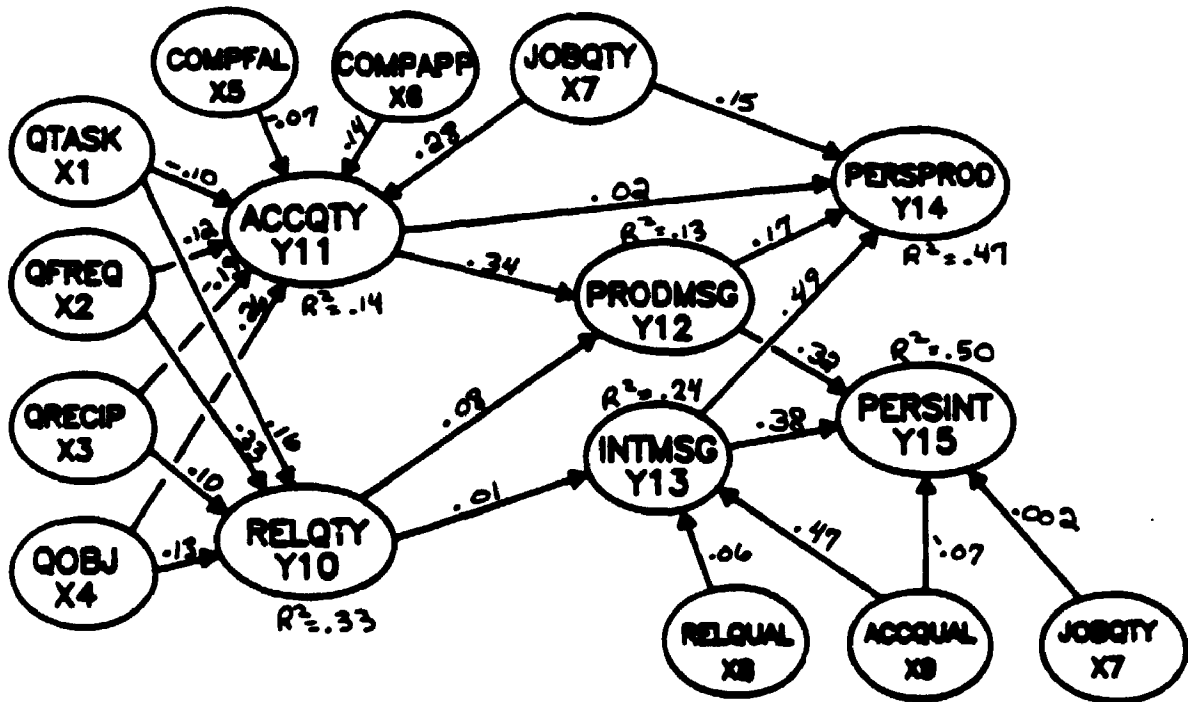 COMPFAL
X5
COMPAPP
X6
JOBQTY
X7
QTASK
X1
-.07
.14
.28
.15
-.10
ACCQTY
Y11
.02
PERSPROD
Y14
R²=.47
.12
R²=.14
QFREQ
X2
.34
R²=.13
PRODMSG
Y12
.17
.49
.32
R²=.50
PERSINT
Y15
QRECIP
X3
.33
.16
.10
.08
R²=.24
INTMSG
Y13
.38
.01
QOBJ
X4
.13
RELQTY
Y10
R²=.33
.06
.47
.07
.002
RELQUAL
X8
ACCQUAL
X9
JOBQTY
X7